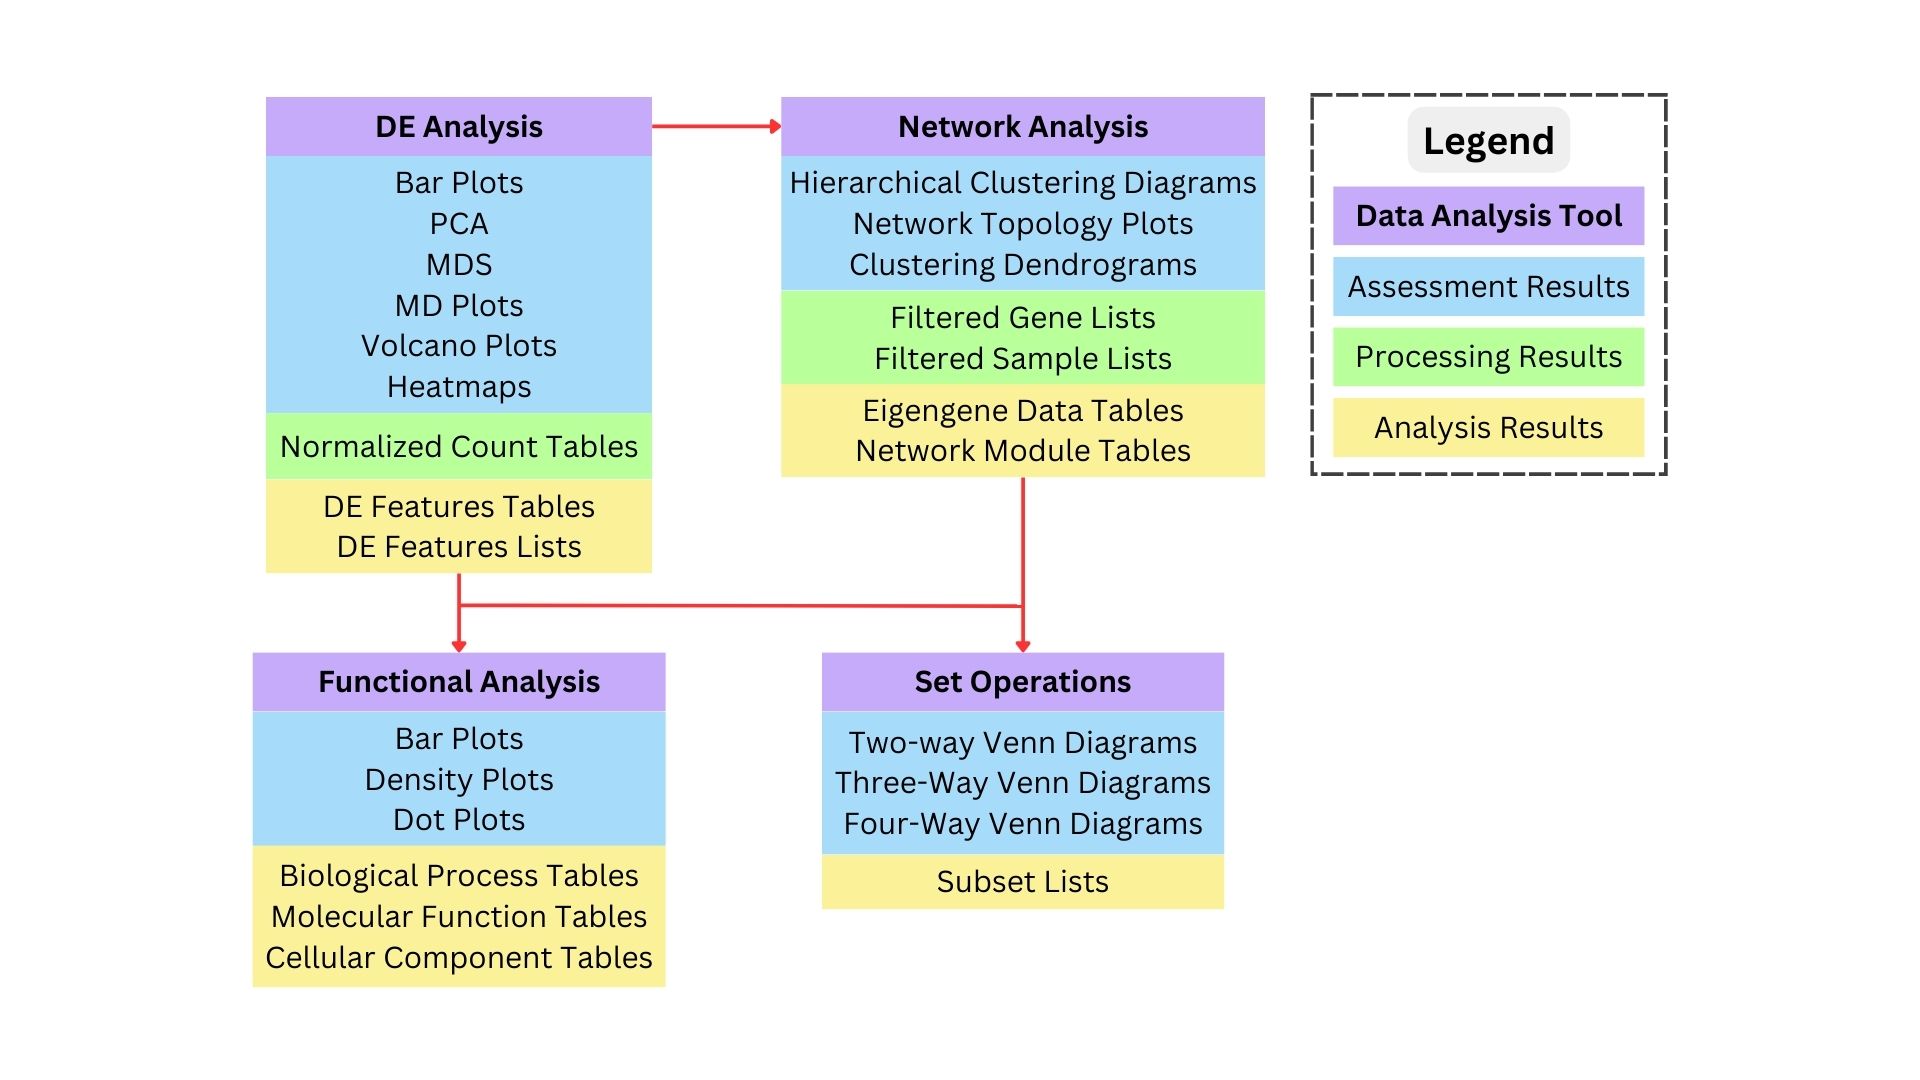 DE Analysis
Bar Plots
PCA
MDS
MD Plots
Volcano Plots
Heatmaps
Normalized Count Tables
DE Features Tables
DE Features Lists
Network Analysis
Hierarchical Clustering Diagrams
Network Topology Plots
Clustering Dendrograms
Filtered Gene Lists
Filtered Sample Lists
Eigengene Data Tables
Network Module Tables
Legend
Data Analysis Tool
Assessment Results
Processing Results
Analysis Results
Functional Analysis
Bar Plots
Density Plots
Dot Plots
Biological Process Tables
Molecular Function Tables
Cellular Component Tables
Set Operations
Two-way Venn Diagrams
Three-Way Venn Diagrams
Four-Way Venn Diagrams
Subset Lists